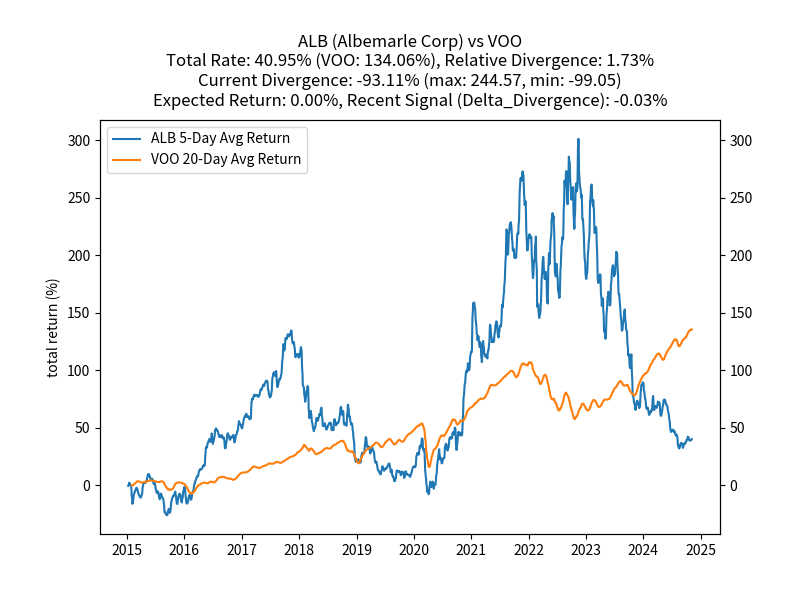 ALB (Albemarle Corp) vs VOO
Total Rate: 40.95% (VOO: 134.06%), Relative Divergence: 1.73%
Current Divergence: -93.11% (max: 244.57, min: -99.05)
Expected Return: 0.00%, Recent Signal (Delta_Divergence): -0.03%
ALB 5-Day Avg Return
VOO 20-Day Avg Return
total return (%)
300
250
200
150
100
50
0
300
250
200
150
100
50
0
2015 2016 2017 2018 2019 2020 2021 2022 2023 2024 2025